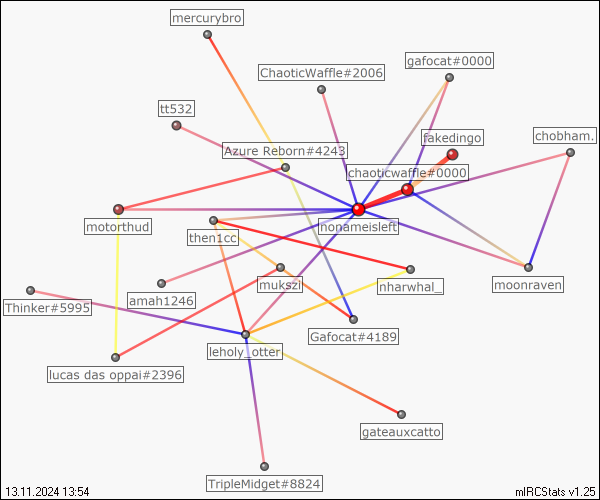 mercurybro
ChaoticWaffle#2006
gafocat#0000
tt532
fakedingo
chobham.
Azure Reborn#4243
chaoticwaffle#0000
motorthud
then1cc
nonameisleft
mukszi
nharwhal_
moonraven
Thinker#5995
amah1246
Gafocat#4189
leholy_otter
lucas das oppai#2396
gateauxcatto
TripleMidget#8824
13.11.2024 13:54
mIRCStats v1.25